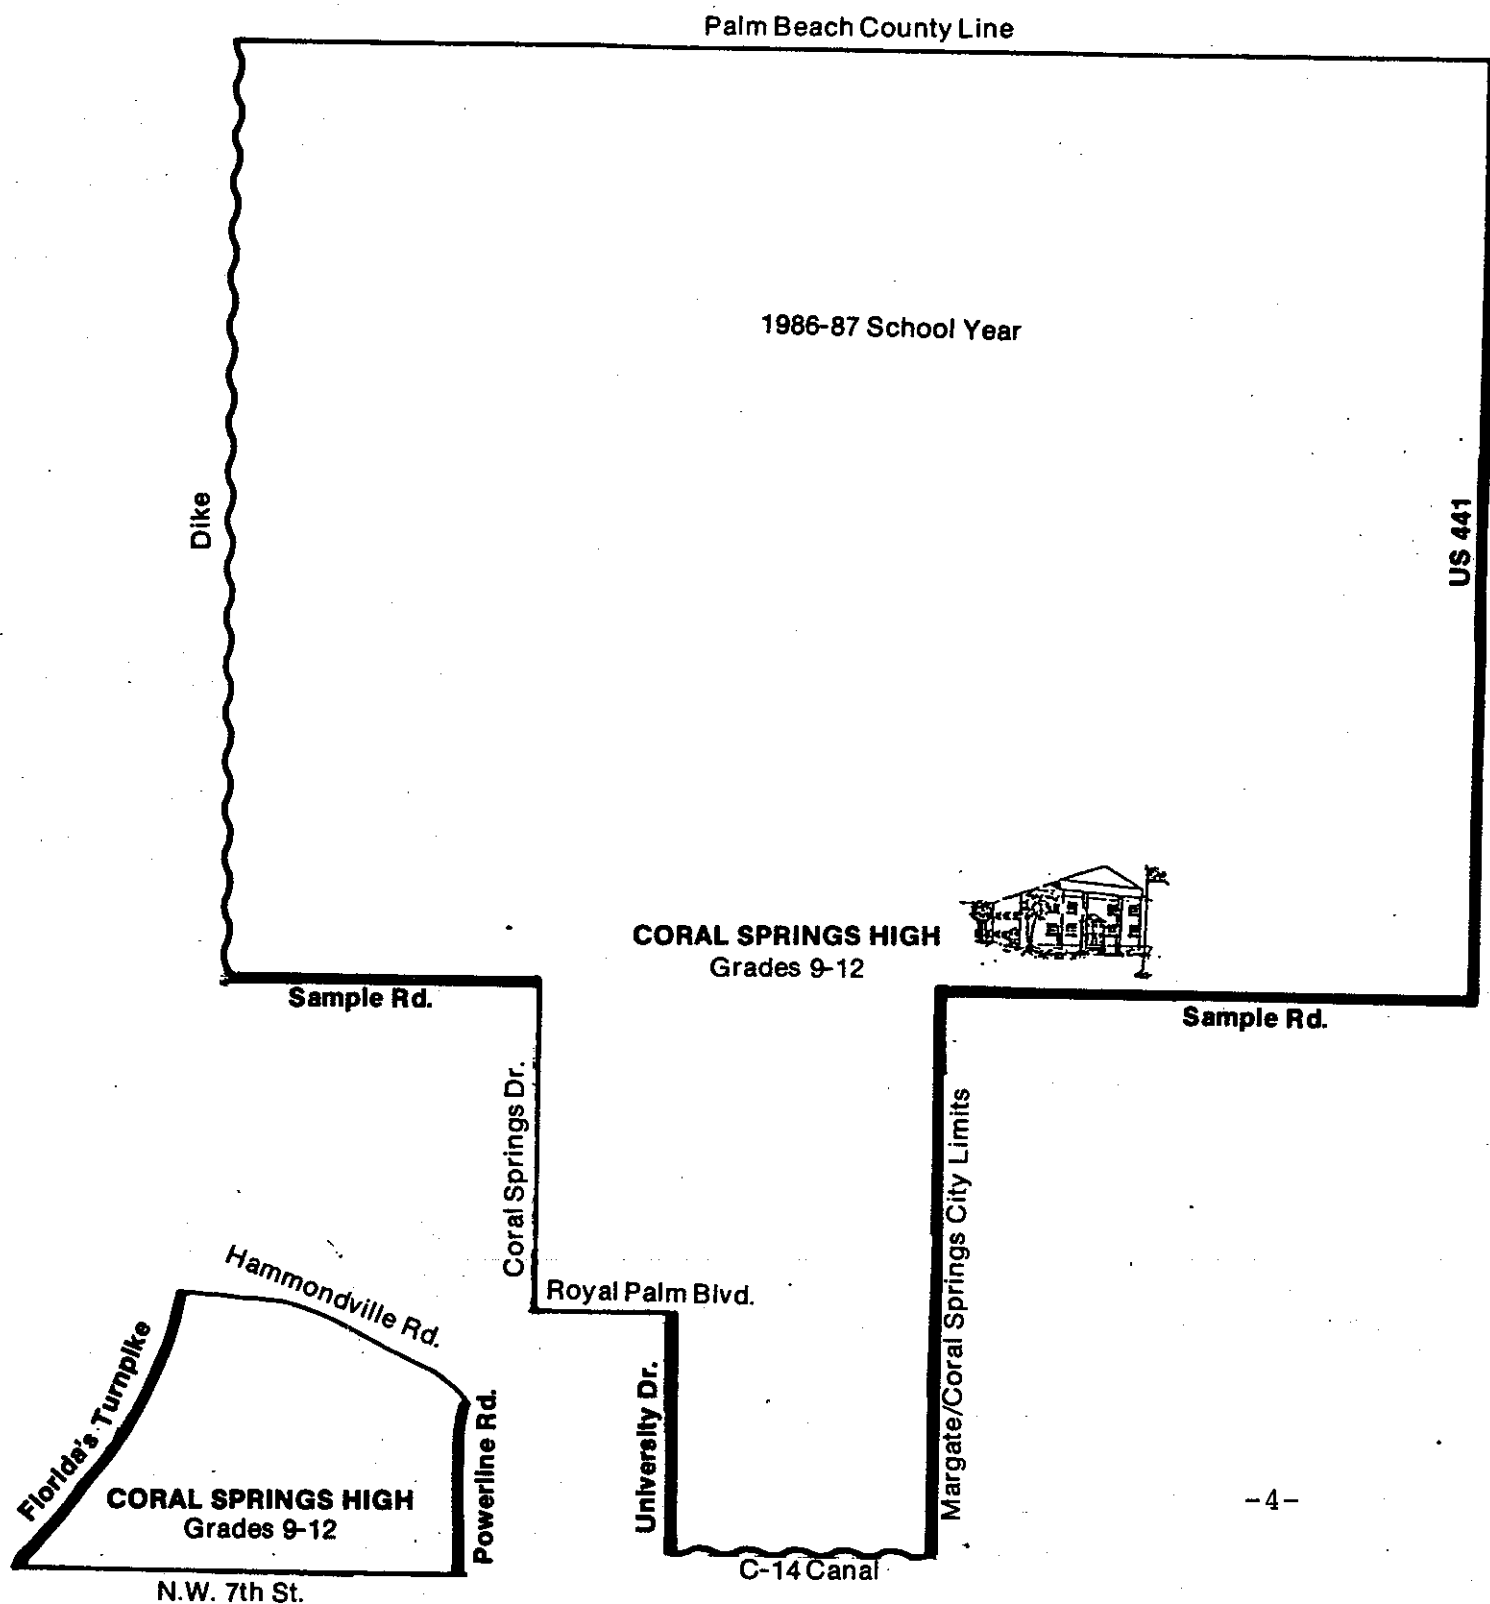 Palm Beach County Line
1986-87 School Year
Dike
US 441
CORAL SPRINGS HIGH
Grades 9-12
Sample Rd.
Sample Rd.
Coral Springs Dr.
Margate/Coral Springs City Limits
Hammondville Rd.
Royal Palm Blvd.
Florida's Turnpike
Powerline Rd.
University Dr.
CORAL SPRINGS HIGH
Grades 9-12
-4-
C-14 Canal
N.W. 7th St.